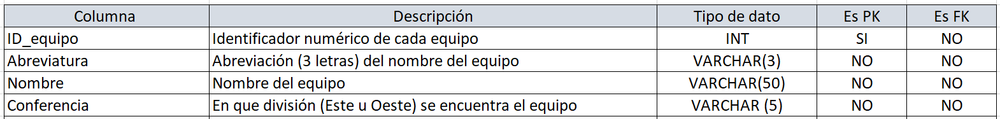 Columna Descripción Tipo de dato Es PK Es FK
ID_equipo Identificador numérico de cada equipo INT SI NO
Abreviatura Abreviación (3 letras) del nombre del equipo VARCHAR(3) NO NO
Nombre Nombre del equipo VARCHAR(50) NO NO
Conferencia En que división (Este u Oeste) se encuentra el equipo VARCHAR (5) NO NO